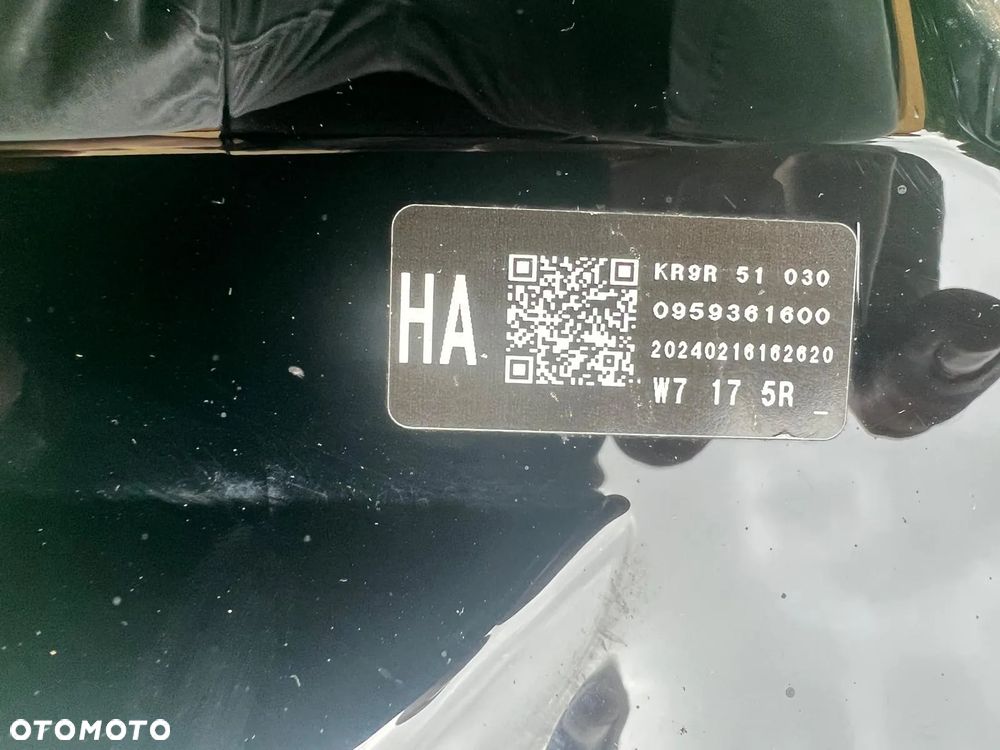 HA
KR9R 51 030
0959361600
20240216162620
W7 17 5R _
OTOMOTO